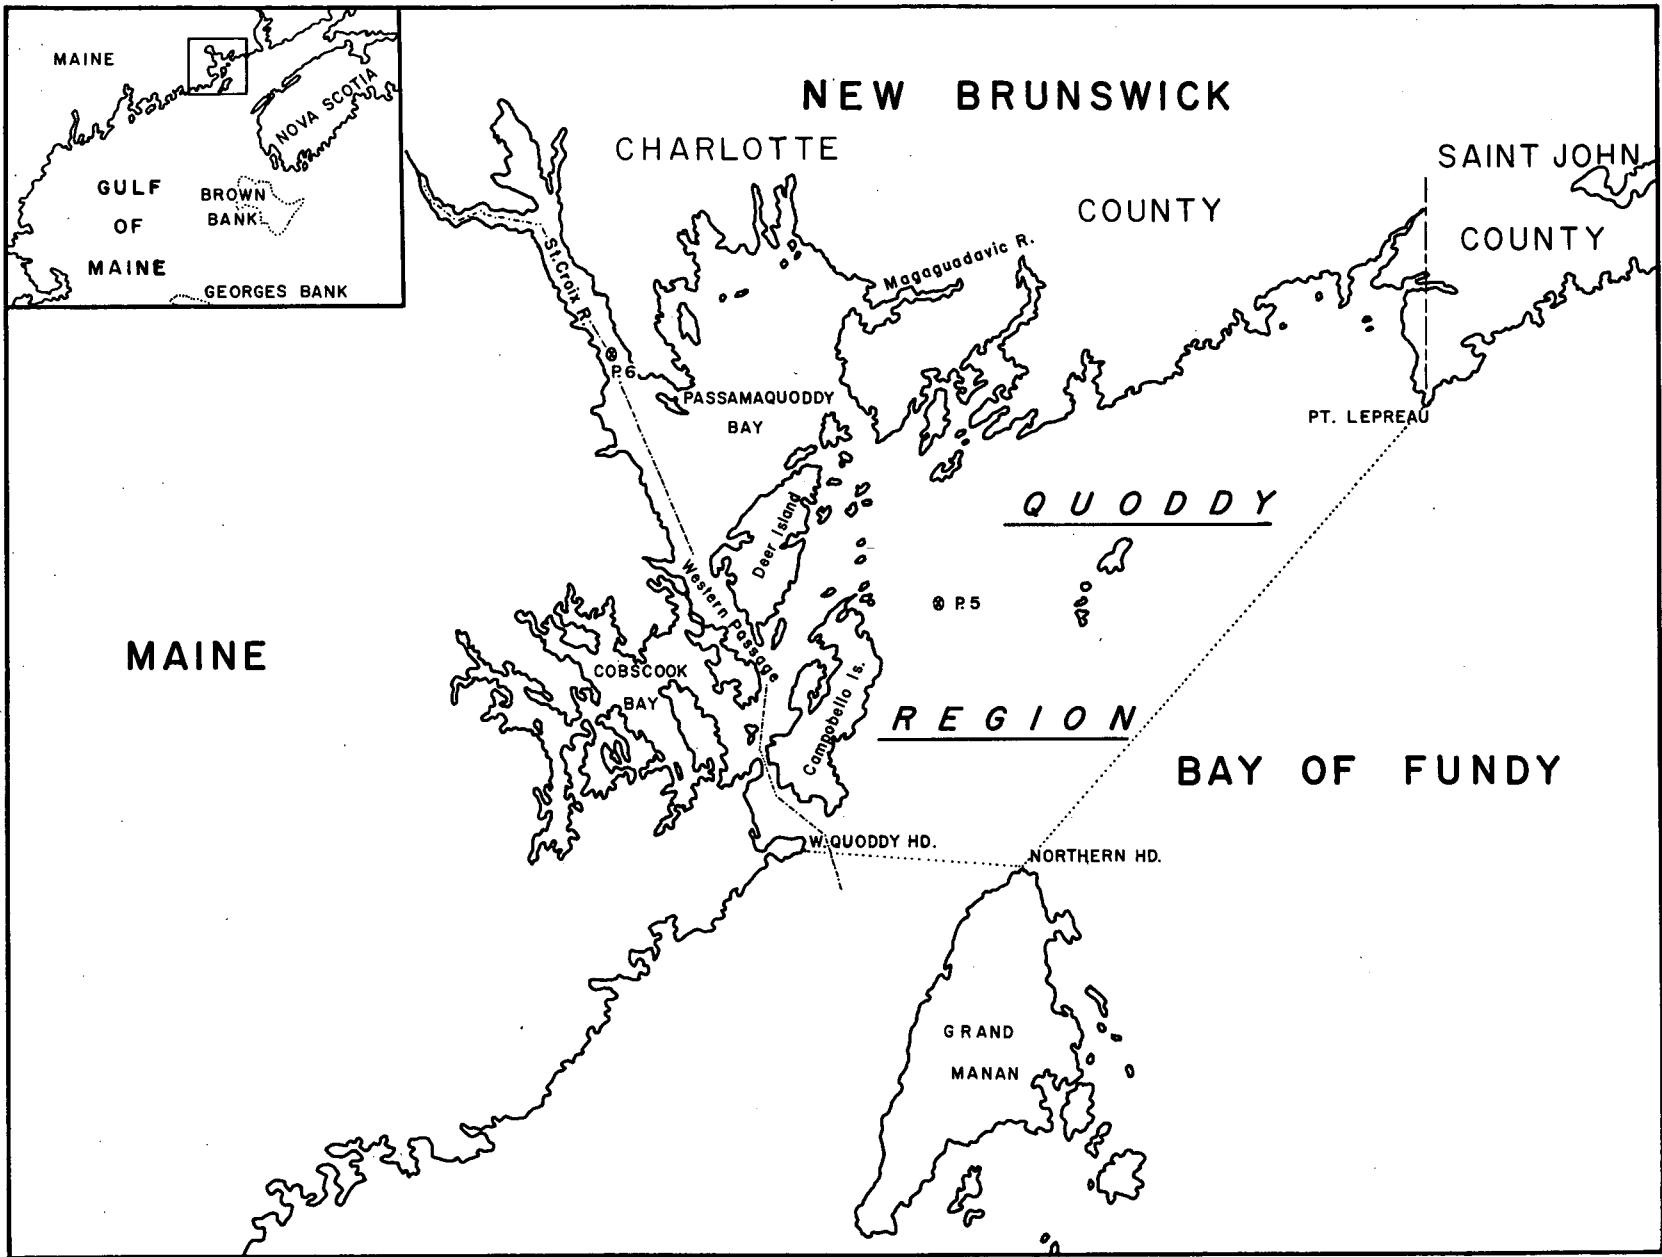 MAINE
NOVA SCOTIA
GULF
OF
MAINE
BROWN
BANK
GEORGES BANK
NEW BRUNSWICK
CHARLOTTE
COUNTY
SAINT JOHN
COUNTY
St. Croix R.
Magaguadavic R.
P.6
PASSAMAQUODDY
BAY
PT. LEPREAU
QUODDY
Deer Island
Western Passage
P.5
MAINE
COBSCOOK
BAY
Campobello Is.
REGION
BAY OF FUNDY
W. QUODDY HD.
NORTHERN HD.
GRAND
MANAN